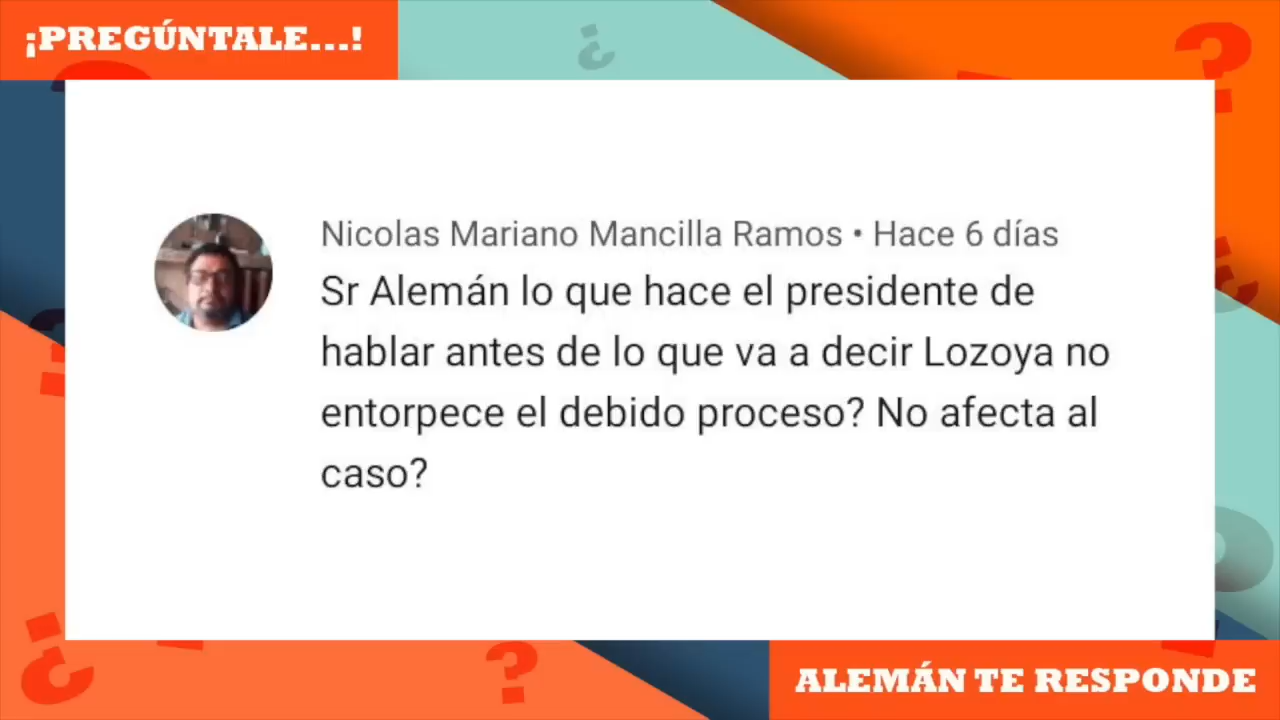 ¡PREGÚNTALE...!
Nicolas Mariano Mancilla Ramos • Hace 6 días
Sr Alemán lo que hace el presidente de
hablar antes de lo que va a decir Lozoya no
entorpece el debido proceso? No afecta al
caso?
ALEMÁN TE RESPONDE